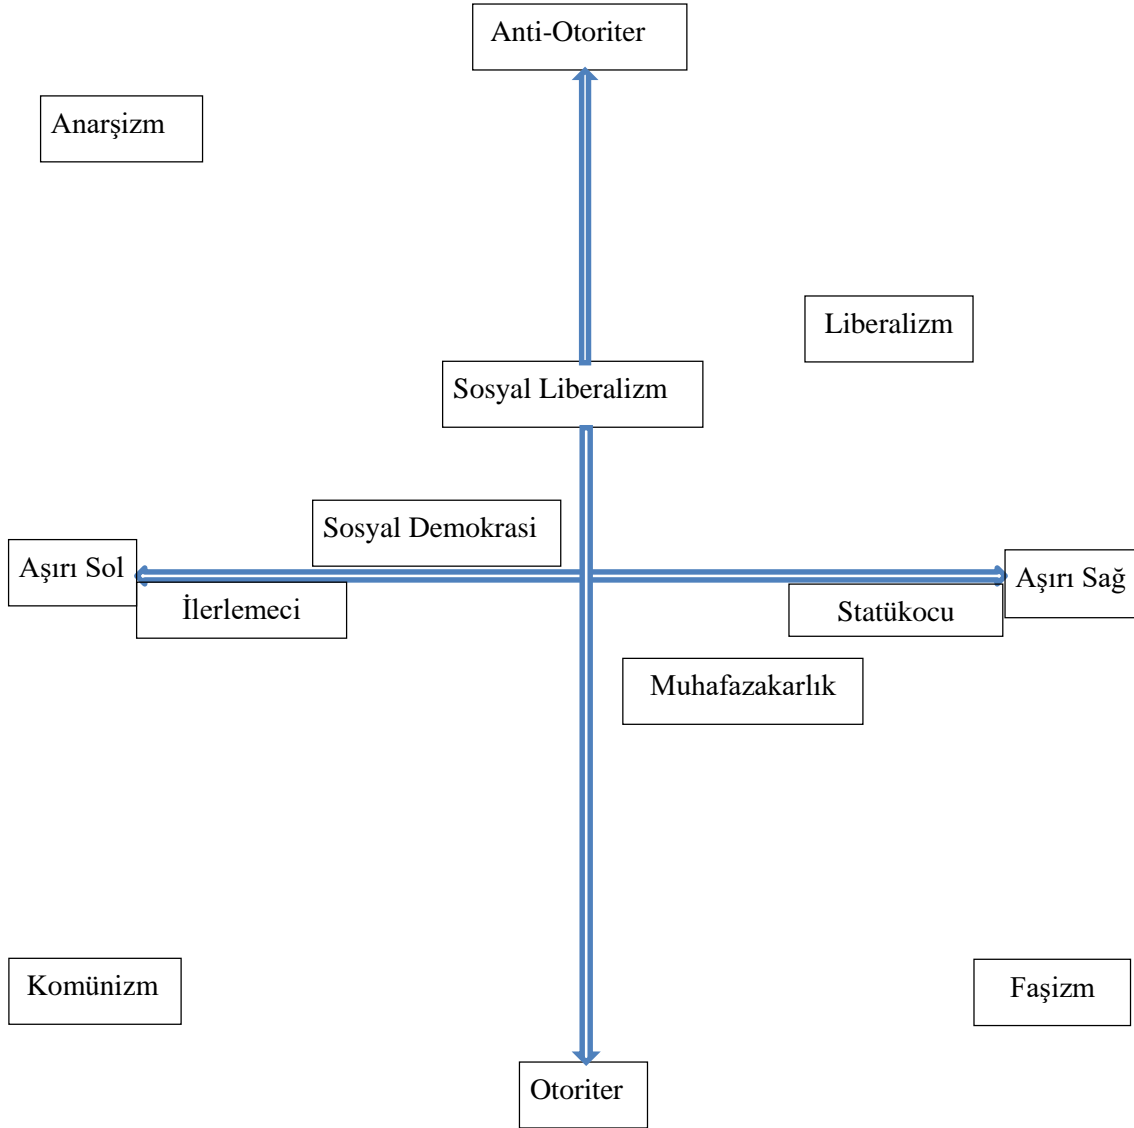 Anti-Otoriter
Anarşizm
Liberalizm
Sosyal Liberalizm
Sosyal Demokrasi
Aşırı Sol
Aşırı Sağ
İlerlemeci
Statükocu
Muhafazakarlık
Komünizm
Faşizm
Otoriter